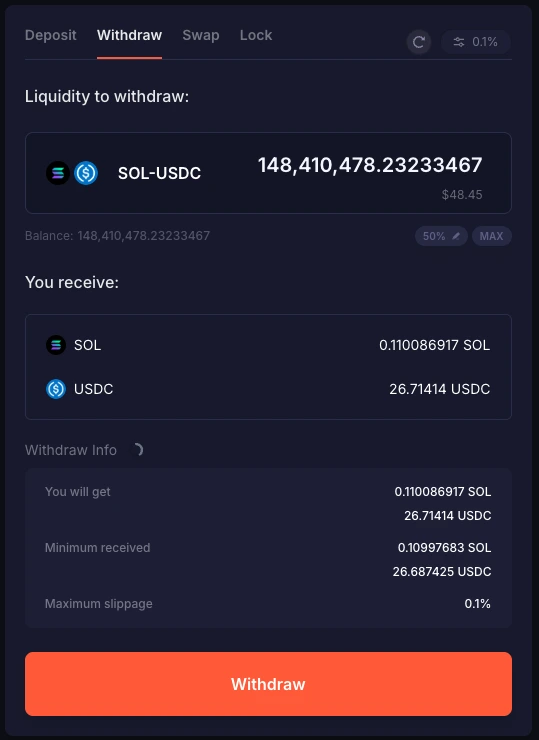 Deposit Withdraw Swap Lock 0.1%
Liquidity to withdraw:
SOL-USDC 148,410,478.23233467
$48.45
Balance: 148,410,478.23233467 50% MAX
You receive:
SOL 0.110086917 SOL
USDC 26.71414 USDC
Withdraw Info
You will get 0.110086917 SOL
26.71414 USDC
Minimum received 0.10997683 SOL
26.687425 USDC
Maximum slippage 0.1%
Withdraw